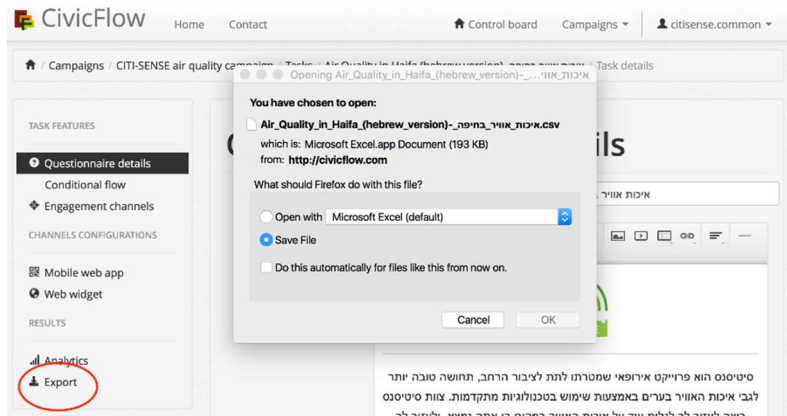 CivicFlow Home Contact Control board Campaigns citisense.common
/ Campaigns / CITI-SENSE air quality campaign / Tasks / Air Quality in Haifa (hebrew version)- איכות אוויר בחיפה / Task details
Opening Air_Quality_in_Haifa_(hebrew_version)-_איכות_אווי...
You have chosen to open:
Air_Quality_in_Haifa_(hebrew_version)-_איכות_אוויר_בחיפה.csv
which is: Microsoft Excel.app Document (193 KB)
from: http://civicflow.com
What should Firefox do with this file?
Open with Microsoft Excel (default)
Save File
Do this automatically for files like this from now on.
Cancel OK
TASK FEATURES
Questionnaire details
Conditional flow
Engagement channels
CHANNELS CONFIGURATIONS
Mobile web app
Web widget
RESULTS
Analytics
Export
ils
איכות אוויר
סיטיסנס הוא פרוייקט אירופאי שמטרתו לתת לציבור הרחב, תחושה טובה יותר
לגבי איכות האוויר בערים באמצעות שימוש בטכנולוגיות מתקדמות. צוות סיטיסנס